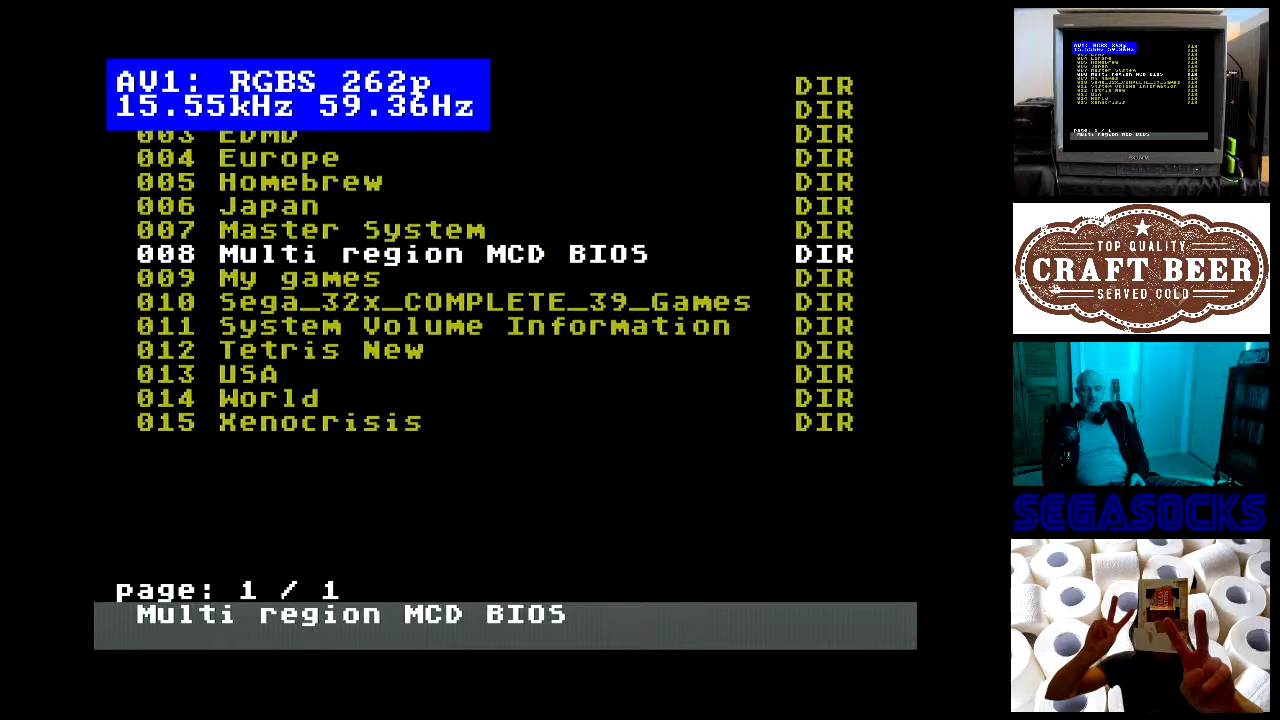 AV1: RGBS 262p
15.55kHz 59.36Hz
DIR
DIR
003 EDMD DIR
004 Europe DIR
005 Homebrew DIR
006 Japan DIR
007 Master System DIR
008 Multi region MCD BIOS DIR
009 My games DIR
010 Sega_32x_COMPLETE_39_Games DIR
011 System Volume Information DIR
012 Tetris New DIR
013 USA DIR
014 World DIR
015 Xenocrisis DIR
page: 1 / 1
Multi region MCD BIOS
SONY
TOP QUALITY
CRAFT BEER
SERVED COLD
SEGASOCKS